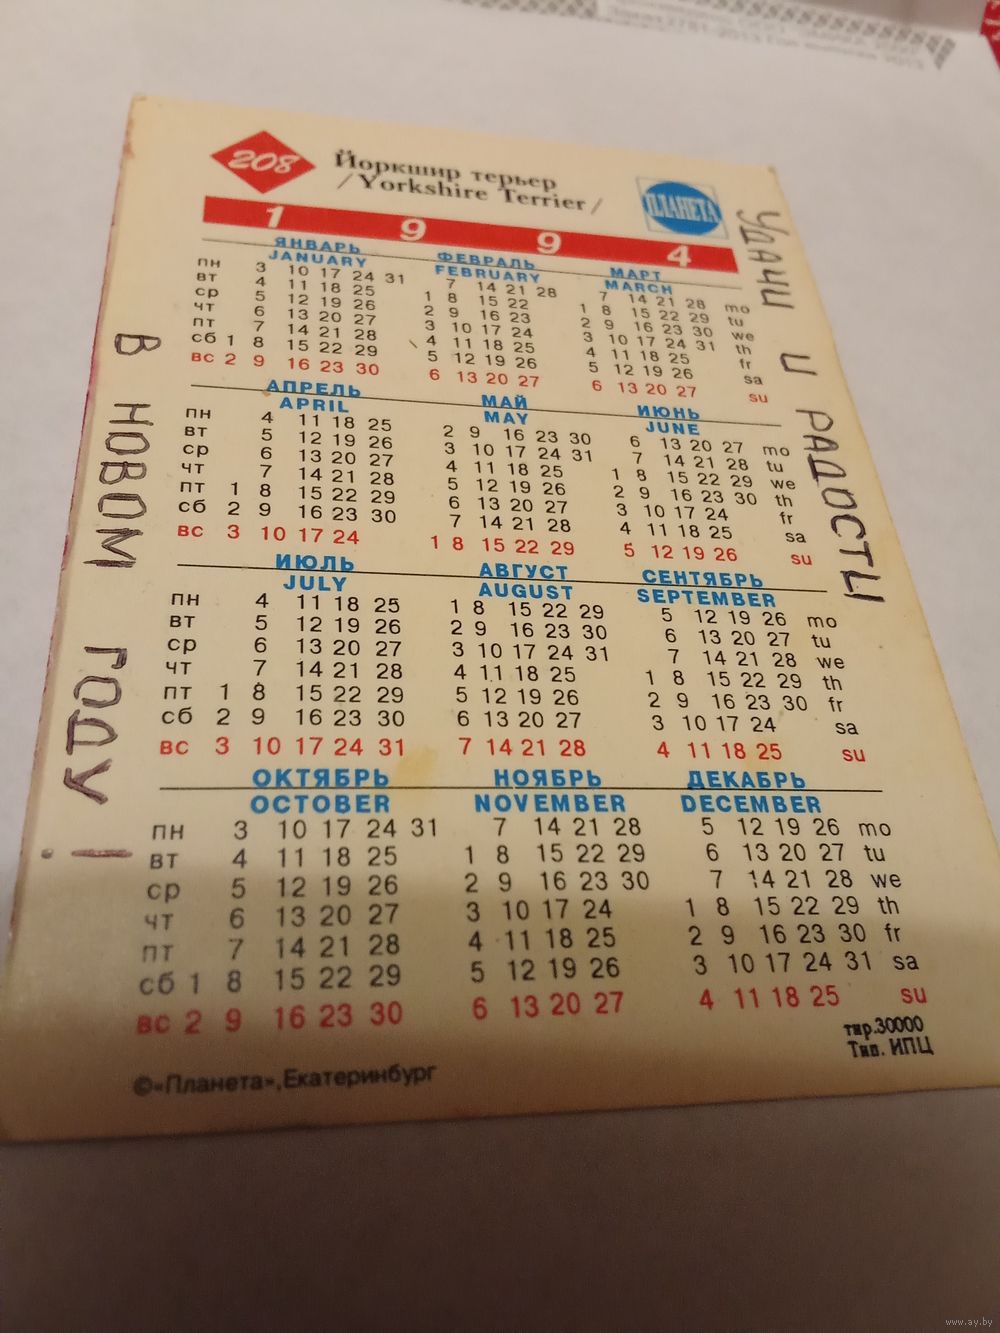 208
Йоркшир терьер
/Yorkshire Terrier/
ПЛАНЕТА
1 9 9 4
ЯНВАРЬ ФЕВРАЛЬ МАРТ
JANUARY FEBRUARY MARCH
пн 3 10 17 24 31 7 14 21 28 7 14 21 28 mo
вт 4 11 18 25 1 8 15 22 1 8 15 22 29 tu
ср 5 12 19 26 2 9 16 23 2 9 16 23 30 we
чт 6 13 20 27 3 10 17 24 3 10 17 24 31 th
пт 7 14 21 28 4 11 18 25 4 11 18 25 fr
сб 1 8 15 22 29 5 12 19 26 5 12 19 26 sa
вс 2 9 16 23 30 6 13 20 27 6 13 20 27 su
АПРЕЛЬ МАЙ ИЮНЬ
APRIL MAY JUNE
пн 4 11 18 25 2 9 16 23 30 6 13 20 27 mo
вт 5 12 19 26 3 10 17 24 31 7 14 21 28 tu
ср 6 13 20 27 4 11 18 25 1 8 15 22 29 we
чт 7 14 21 28 5 12 19 26 2 9 16 23 30 th
пт 1 8 15 22 29 6 13 20 27 3 10 17 24 fr
сб 2 9 16 23 30 7 14 21 28 4 11 18 25 sa
вс 3 10 17 24 1 8 15 22 29 5 12 19 26 su
ИЮЛЬ АВГУСТ СЕНТЯБРЬ
JULY AUGUST SEPTEMBER
пн 4 11 18 25 1 8 15 22 29 5 12 19 26 mo
вт 5 12 19 26 2 9 16 23 30 6 13 20 27 tu
ср 6 13 20 27 3 10 17 24 31 7 14 21 28 we
чт 7 14 21 28 4 11 18 25 1 8 15 22 29 th
пт 1 8 15 22 29 5 12 19 26 2 9 16 23 30 fr
сб 2 9 16 23 30 6 13 20 27 3 10 17 24 sa
вс 3 10 17 24 31 7 14 21 28 4 11 18 25 su
ОКТЯБРЬ НОЯБРЬ ДЕКАБРЬ
OCTOBER NOVEMBER DECEMBER
пн 3 10 17 24 31 7 14 21 28 5 12 19 26 mo
вт 4 11 18 25 1 8 15 22 29 6 13 20 27 tu
ср 5 12 19 26 2 9 16 23 30 7 14 21 28 we
чт 6 13 20 27 3 10 17 24 1 8 15 22 29 th
пт 7 14 21 28 4 11 18 25 2 9 16 23 30 fr
сб 1 8 15 22 29 5 12 19 26 3 10 17 24 31 sa
вс 2 9 16 23 30 6 13 20 27 4 11 18 25 su
тир.30000
Тип. ИПЦ
©«Планета»,Екатеринбург
УДАЧИ И РАДОСТЫ
В НОВОМ ГОДУ!
www.ay.by